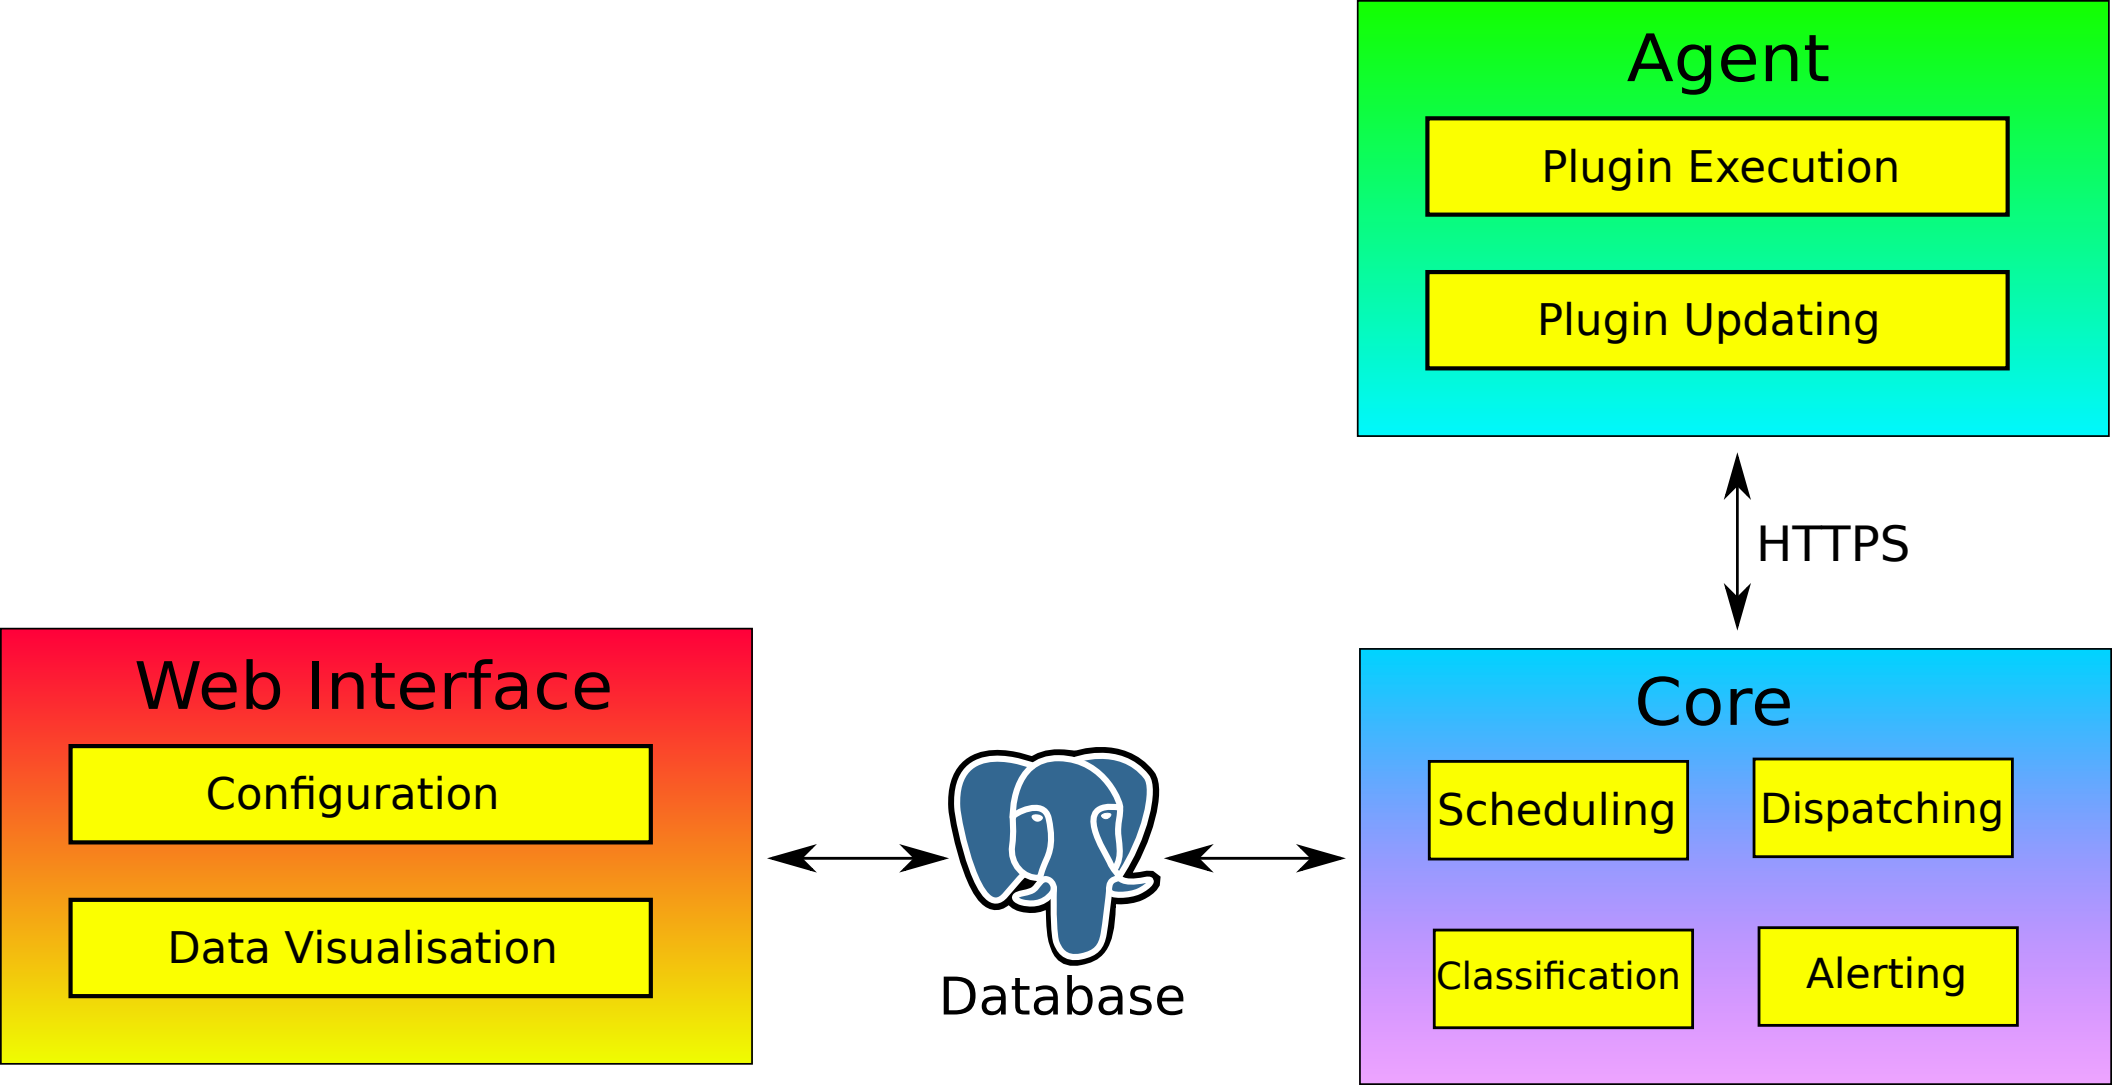 Agent
Plugin Execution
Plugin Updating
HTTPS
Web Interface
Configuration
Data Visualisation
Database
Core
Scheduling
Dispatching
Classification
Alerting